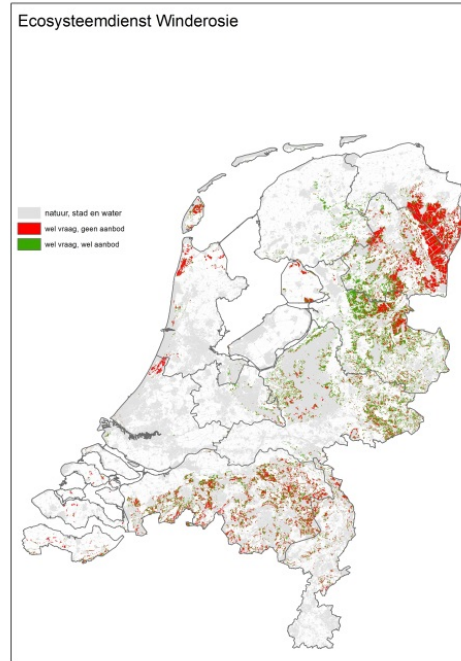 Ecosysteemdienst Winderosie
natuur, stad en water
wel vraag, geen aanbod
wel vraag, wel aanbod